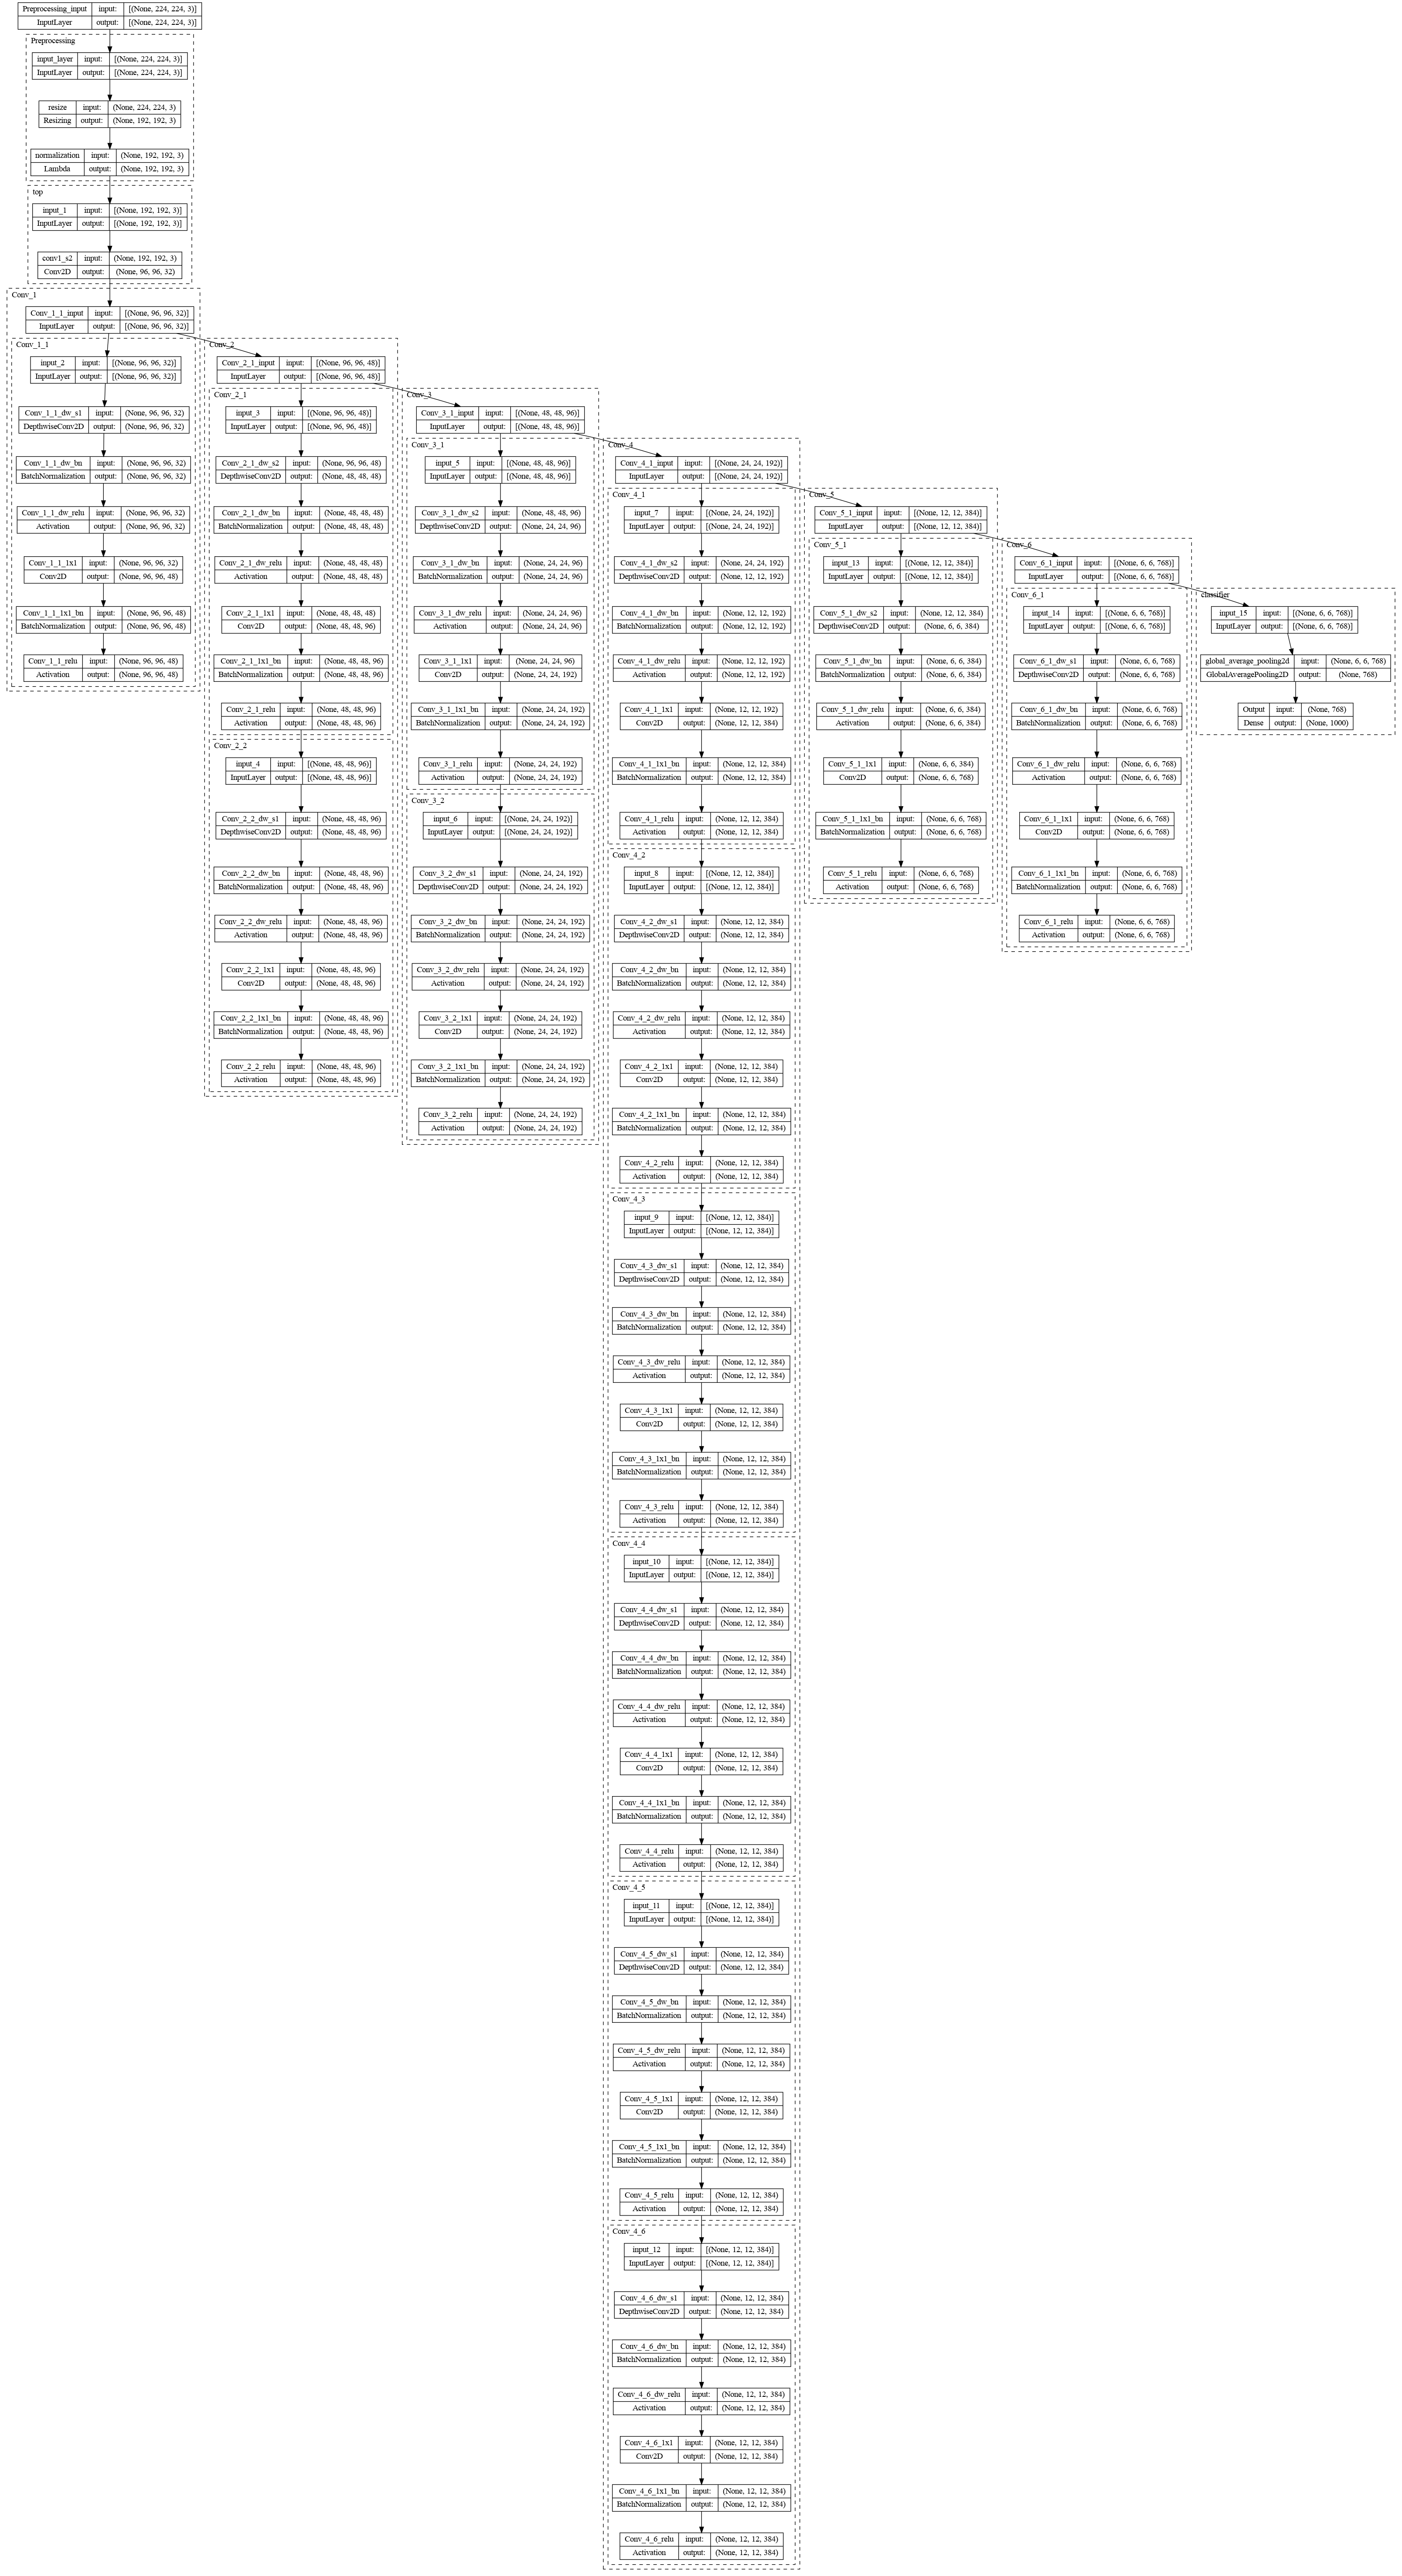 Preprocessing_input input: [(None, 224, 224, 3)]
InputLayer output: [(None, 224, 224, 3)]
Preprocessing
input_layer input: [(None, 224, 224, 3)]
InputLayer output: [(None, 224, 224, 3)]
resize input: (None, 224, 224, 3)
Resizing output: (None, 192, 192, 3)
normalization input: (None, 192, 192, 3)
Lambda output: (None, 192, 192, 3)
top
input_1 input: [(None, 192, 192, 3)]
InputLayer output: [(None, 192, 192, 3)]
conv1_s2 input: (None, 192, 192, 3)
Conv2D output: (None, 96, 96, 32)
Conv_1
Conv_1_1_input input: [(None, 96, 96, 32)]
InputLayer output: [(None, 96, 96, 32)]
Conv_1_1
input_2 input: [(None, 96, 96, 32)]
InputLayer output: [(None, 96, 96, 32)]
Conv_1_1_dw_s1 input: (None, 96, 96, 32)
DepthwiseConv2D output: (None, 96, 96, 32)
Conv_1_1_dw_bn input: (None, 96, 96, 32)
BatchNormalization output: (None, 96, 96, 32)
Conv_1_1_dw_relu input: (None, 96, 96, 32)
Activation output: (None, 96, 96, 32)
Conv_1_1_1x1 input: (None, 96, 96, 32)
Conv2D output: (None, 96, 96, 48)
Conv_1_1_1x1_bn input: (None, 96, 96, 48)
BatchNormalization output: (None, 96, 96, 48)
Conv_1_1_relu input: (None, 96, 96, 48)
Activation output: (None, 96, 96, 48)
Conv_2
Conv_2_1_input input: [(None, 96, 96, 48)]
InputLayer output: [(None, 96, 96, 48)]
Conv_2_1
input_3 input: [(None, 96, 96, 48)]
InputLayer output: [(None, 96, 96, 48)]
Conv_2_1_dw_s2 input: (None, 96, 96, 48)
DepthwiseConv2D output: (None, 48, 48, 48)
Conv_2_1_dw_bn input: (None, 48, 48, 48)
BatchNormalization output: (None, 48, 48, 48)
Conv_2_1_dw_relu input: (None, 48, 48, 48)
Activation output: (None, 48, 48, 48)
Conv_2_1_1x1 input: (None, 48, 48, 48)
Conv2D output: (None, 48, 48, 96)
Conv_2_1_1x1_bn input: (None, 48, 48, 96)
BatchNormalization output: (None, 48, 48, 96)
Conv_2_1_relu input: (None, 48, 48, 96)
Activation output: (None, 48, 48, 96)
Conv_2_2
input_4 input: [(None, 48, 48, 96)]
InputLayer output: [(None, 48, 48, 96)]
Conv_2_2_dw_s1 input: (None, 48, 48, 96)
DepthwiseConv2D output: (None, 48, 48, 96)
Conv_2_2_dw_bn input: (None, 48, 48, 96)
BatchNormalization output: (None, 48, 48, 96)
Conv_2_2_dw_relu input: (None, 48, 48, 96)
Activation output: (None, 48, 48, 96)
Conv_2_2_1x1 input: (None, 48, 48, 96)
Conv2D output: (None, 48, 48, 96)
Conv_2_2_1x1_bn input: (None, 48, 48, 96)
BatchNormalization output: (None, 48, 48, 96)
Conv_2_2_relu input: (None, 48, 48, 96)
Activation output: (None, 48, 48, 96)
Conv_3
Conv_3_1_input input: [(None, 48, 48, 96)]
InputLayer output: [(None, 48, 48, 96)]
Conv_3_1
input_5 input: [(None, 48, 48, 96)]
InputLayer output: [(None, 48, 48, 96)]
Conv_3_1_dw_s2 input: (None, 48, 48, 96)
DepthwiseConv2D output: (None, 24, 24, 96)
Conv_3_1_dw_bn input: (None, 24, 24, 96)
BatchNormalization output: (None, 24, 24, 96)
Conv_3_1_dw_relu input: (None, 24, 24, 96)
Activation output: (None, 24, 24, 96)
Conv_3_1_1x1 input: (None, 24, 24, 96)
Conv2D output: (None, 24, 24, 192)
Conv_3_1_1x1_bn input: (None, 24, 24, 192)
BatchNormalization output: (None, 24, 24, 192)
Conv_3_1_relu input: (None, 24, 24, 192)
Activation output: (None, 24, 24, 192)
Conv_3_2
input_6 input: [(None, 24, 24, 192)]
InputLayer output: [(None, 24, 24, 192)]
Conv_3_2_dw_s1 input: (None, 24, 24, 192)
DepthwiseConv2D output: (None, 24, 24, 192)
Conv_3_2_dw_bn input: (None, 24, 24, 192)
BatchNormalization output: (None, 24, 24, 192)
Conv_3_2_dw_relu input: (None, 24, 24, 192)
Activation output: (None, 24, 24, 192)
Conv_3_2_1x1 input: (None, 24, 24, 192)
Conv2D output: (None, 24, 24, 192)
Conv_3_2_1x1_bn input: (None, 24, 24, 192)
BatchNormalization output: (None, 24, 24, 192)
Conv_3_2_relu input: (None, 24, 24, 192)
Activation output: (None, 24, 24, 192)
Conv_4
Conv_4_1_input input: [(None, 24, 24, 192)]
InputLayer output: [(None, 24, 24, 192)]
Conv_4_1
input_7 input: [(None, 24, 24, 192)]
InputLayer output: [(None, 24, 24, 192)]
Conv_4_1_dw_s2 input: (None, 24, 24, 192)
DepthwiseConv2D output: (None, 12, 12, 192)
Conv_4_1_dw_bn input: (None, 12, 12, 192)
BatchNormalization output: (None, 12, 12, 192)
Conv_4_1_dw_relu input: (None, 12, 12, 192)
Activation output: (None, 12, 12, 192)
Conv_4_1_1x1 input: (None, 12, 12, 192)
Conv2D output: (None, 12, 12, 384)
Conv_4_1_1x1_bn input: (None, 12, 12, 384)
BatchNormalization output: (None, 12, 12, 384)
Conv_4_1_relu input: (None, 12, 12, 384)
Activation output: (None, 12, 12, 384)
Conv_4_2
input_8 input: [(None, 12, 12, 384)]
InputLayer output: [(None, 12, 12, 384)]
Conv_4_2_dw_s1 input: (None, 12, 12, 384)
DepthwiseConv2D output: (None, 12, 12, 384)
Conv_4_2_dw_bn input: (None, 12, 12, 384)
BatchNormalization output: (None, 12, 12, 384)
Conv_4_2_dw_relu input: (None, 12, 12, 384)
Activation output: (None, 12, 12, 384)
Conv_4_2_1x1 input: (None, 12, 12, 384)
Conv2D output: (None, 12, 12, 384)
Conv_4_2_1x1_bn input: (None, 12, 12, 384)
BatchNormalization output: (None, 12, 12, 384)
Conv_4_2_relu input: (None, 12, 12, 384)
Activation output: (None, 12, 12, 384)
Conv_4_3
input_9 input: [(None, 12, 12, 384)]
InputLayer output: [(None, 12, 12, 384)]
Conv_4_3_dw_s1 input: (None, 12, 12, 384)
DepthwiseConv2D output: (None, 12, 12, 384)
Conv_4_3_dw_bn input: (None, 12, 12, 384)
BatchNormalization output: (None, 12, 12, 384)
Conv_4_3_dw_relu input: (None, 12, 12, 384)
Activation output: (None, 12, 12, 384)
Conv_4_3_1x1 input: (None, 12, 12, 384)
Conv2D output: (None, 12, 12, 384)
Conv_4_3_1x1_bn input: (None, 12, 12, 384)
BatchNormalization output: (None, 12, 12, 384)
Conv_4_3_relu input: (None, 12, 12, 384)
Activation output: (None, 12, 12, 384)
Conv_4_4
input_10 input: [(None, 12, 12, 384)]
InputLayer output: [(None, 12, 12, 384)]
Conv_4_4_dw_s1 input: (None, 12, 12, 384)
DepthwiseConv2D output: (None, 12, 12, 384)
Conv_4_4_dw_bn input: (None, 12, 12, 384)
BatchNormalization output: (None, 12, 12, 384)
Conv_4_4_dw_relu input: (None, 12, 12, 384)
Activation output: (None, 12, 12, 384)
Conv_4_4_1x1 input: (None, 12, 12, 384)
Conv2D output: (None, 12, 12, 384)
Conv_4_4_1x1_bn input: (None, 12, 12, 384)
BatchNormalization output: (None, 12, 12, 384)
Conv_4_4_relu input: (None, 12, 12, 384)
Activation output: (None, 12, 12, 384)
Conv_4_5
input_11 input: [(None, 12, 12, 384)]
InputLayer output: [(None, 12, 12, 384)]
Conv_4_5_dw_s1 input: (None, 12, 12, 384)
DepthwiseConv2D output: (None, 12, 12, 384)
Conv_4_5_dw_bn input: (None, 12, 12, 384)
BatchNormalization output: (None, 12, 12, 384)
Conv_4_5_dw_relu input: (None, 12, 12, 384)
Activation output: (None, 12, 12, 384)
Conv_4_5_1x1 input: (None, 12, 12, 384)
Conv2D output: (None, 12, 12, 384)
Conv_4_5_1x1_bn input: (None, 12, 12, 384)
BatchNormalization output: (None, 12, 12, 384)
Conv_4_5_relu input: (None, 12, 12, 384)
Activation output: (None, 12, 12, 384)
Conv_4_6
input_12 input: [(None, 12, 12, 384)]
InputLayer output: [(None, 12, 12, 384)]
Conv_4_6_dw_s1 input: (None, 12, 12, 384)
DepthwiseConv2D output: (None, 12, 12, 384)
Conv_4_6_dw_bn input: (None, 12, 12, 384)
BatchNormalization output: (None, 12, 12, 384)
Conv_4_6_dw_relu input: (None, 12, 12, 384)
Activation output: (None, 12, 12, 384)
Conv_4_6_1x1 input: (None, 12, 12, 384)
Conv2D output: (None, 12, 12, 384)
Conv_4_6_1x1_bn input: (None, 12, 12, 384)
BatchNormalization output: (None, 12, 12, 384)
Conv_4_6_relu input: (None, 12, 12, 384)
Activation output: (None, 12, 12, 384)
Conv_5
Conv_5_1_input input: [(None, 12, 12, 384)]
InputLayer output: [(None, 12, 12, 384)]
Conv_5_1
input_13 input: [(None, 12, 12, 384)]
InputLayer output: [(None, 12, 12, 384)]
Conv_5_1_dw_s2 input: (None, 12, 12, 384)
DepthwiseConv2D output: (None, 6, 6, 384)
Conv_5_1_dw_bn input: (None, 6, 6, 384)
BatchNormalization output: (None, 6, 6, 384)
Conv_5_1_dw_relu input: (None, 6, 6, 384)
Activation output: (None, 6, 6, 384)
Conv_5_1_1x1 input: (None, 6, 6, 384)
Conv2D output: (None, 6, 6, 768)
Conv_5_1_1x1_bn input: (None, 6, 6, 768)
BatchNormalization output: (None, 6, 6, 768)
Conv_5_1_relu input: (None, 6, 6, 768)
Activation output: (None, 6, 6, 768)
Conv_6
Conv_6_1_input input: [(None, 6, 6, 768)]
InputLayer output: [(None, 6, 6, 768)]
Conv_6_1
input_14 input: [(None, 6, 6, 768)]
InputLayer output: [(None, 6, 6, 768)]
Conv_6_1_dw_s1 input: (None, 6, 6, 768)
DepthwiseConv2D output: (None, 6, 6, 768)
Conv_6_1_dw_bn input: (None, 6, 6, 768)
BatchNormalization output: (None, 6, 6, 768)
Conv_6_1_dw_relu input: (None, 6, 6, 768)
Activation output: (None, 6, 6, 768)
Conv_6_1_1x1 input: (None, 6, 6, 768)
Conv2D output: (None, 6, 6, 768)
Conv_6_1_1x1_bn input: (None, 6, 6, 768)
BatchNormalization output: (None, 6, 6, 768)
Conv_6_1_relu input: (None, 6, 6, 768)
Activation output: (None, 6, 6, 768)
classifier
input_15 input: [(None, 6, 6, 768)]
InputLayer output: [(None, 6, 6, 768)]
global_average_pooling2d input: (None, 6, 6, 768)
GlobalAveragePooling2D output: (None, 768)
Output input: (None, 768)
Dense output: (None, 1000)